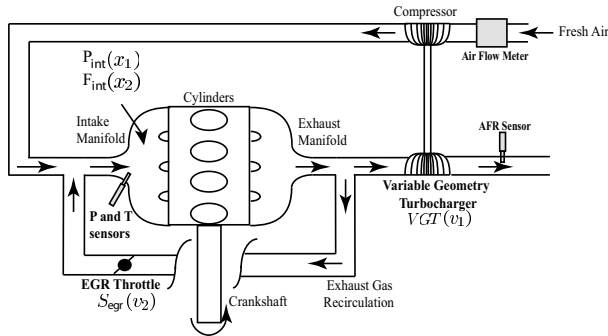 Compressor
Fresh Air
Air Flow Meter
P_int(x_1)
F_int(x_2)
Cylinders
Intake
Manifold
Exhaust
Manifold
AFR Sensor
P and T
sensors
Variable Geometry
Turbocharger
VGT(v_1)
EGR Throttle
S_egr(v_2)
Crankshaft
Exhaust Gas
Recirculation